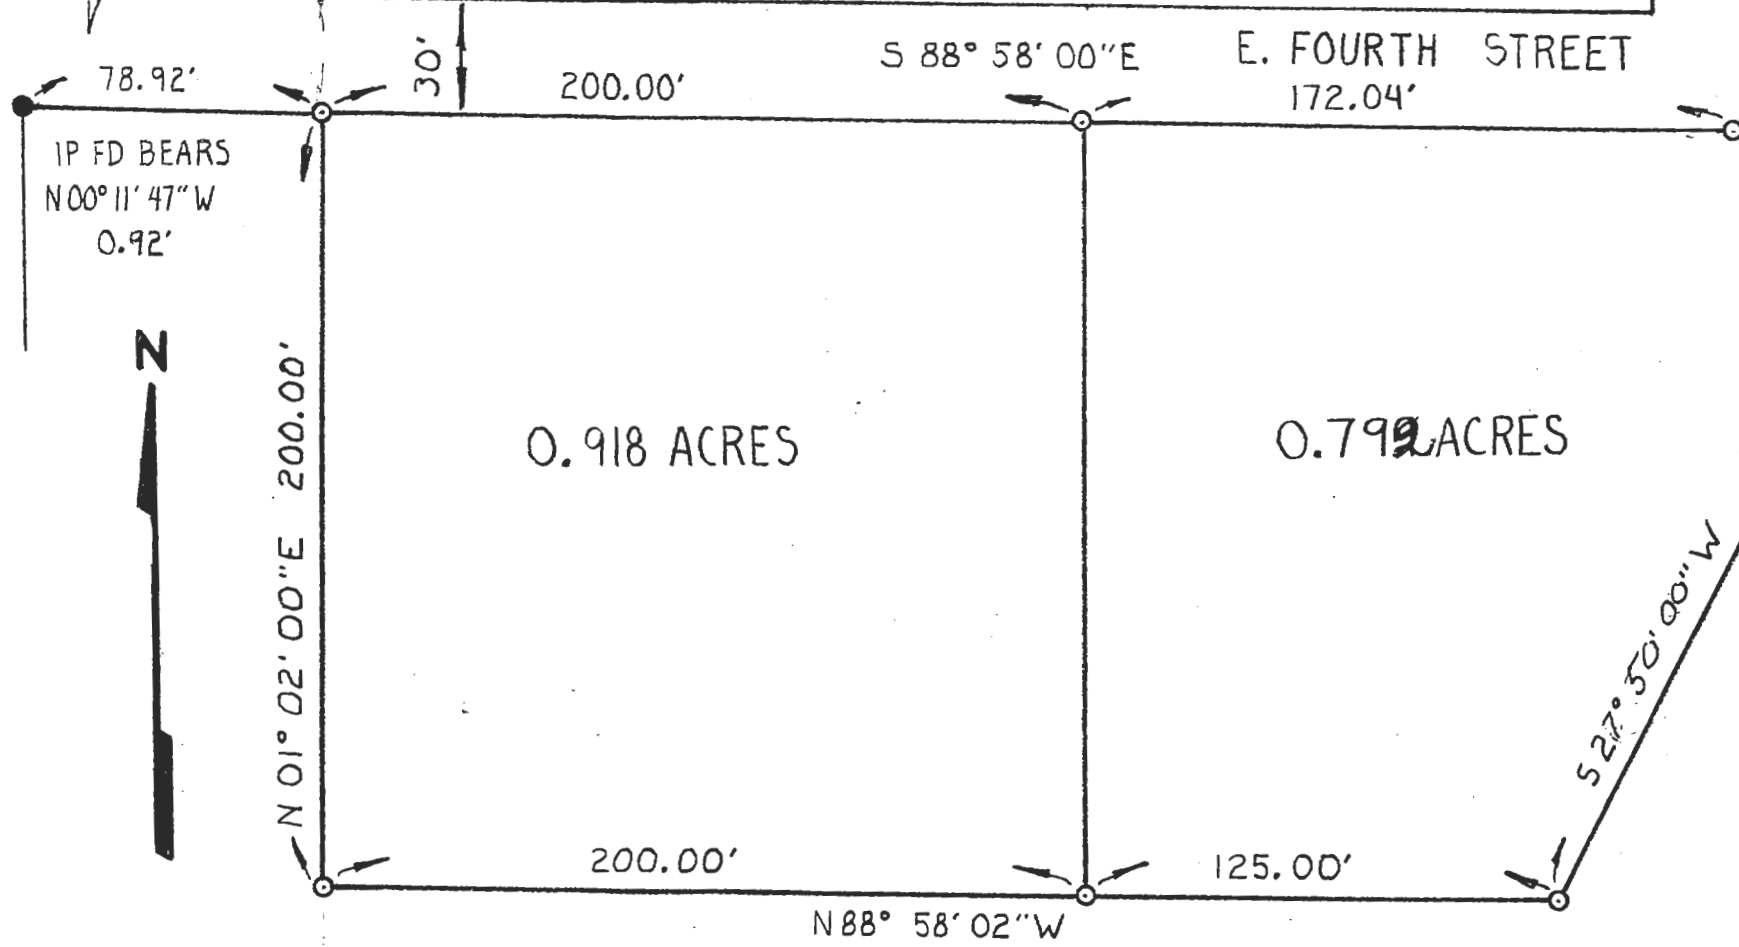 E. FOURTH STREET
S 88° 58' 00"E
78.92'
30'
200.00'
172.04'
IP FD BEARS
N 00° 11' 47" W
0.92'
N
N 01° 02' 00"E 200.00'
0.918 ACRES
ACRES
S 27° 30' 00" W
200.00'
125.00'
N 88° 58' 02"W